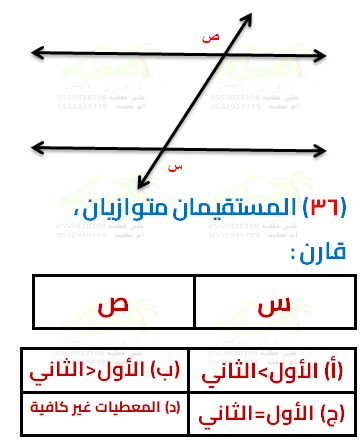 ص
س
(٣٦) المستقيمان متوازيان ،
قارن :
س ص
(أ) الأول>الثاني (ب) الأول<الثاني
(ج) الأول=الثاني (د) المعطيات غير كافية